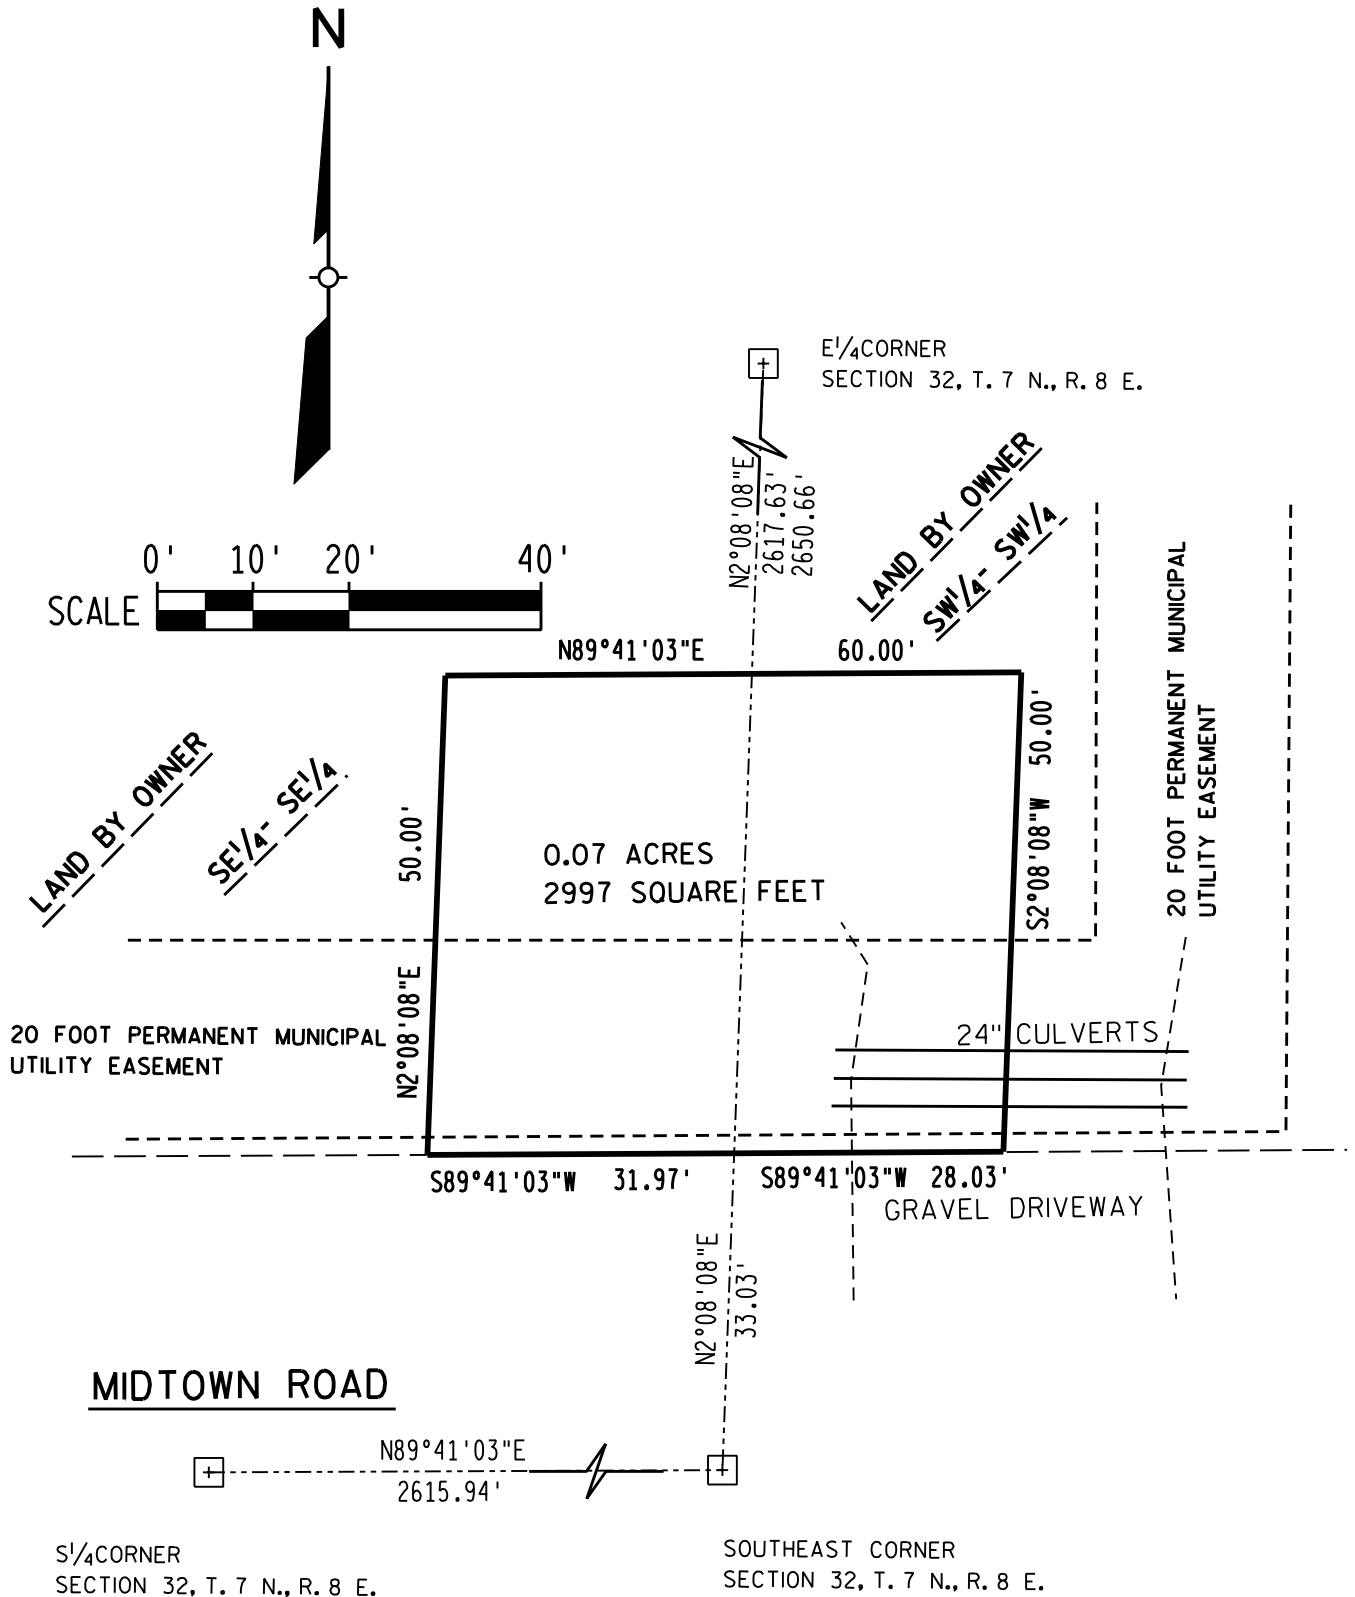 N
E1/4CORNER
SECTION 32, T. 7 N., R. 8 E.
N2°08'08"E
2617.63'
2650.66'
LAND BY OWNER
SW1/4- SW1/4
0' 10' 20' 40'
SCALE
N89°41'03"E 60.00'
20 FOOT PERMANENT MUNICIPAL
UTILITY EASEMENT
S2°08'08"W 50.00'
LAND BY OWNER
SE1/4- SE1/4
N2°08'08"E 50.00'
0.07 ACRES
2997 SQUARE FEET
20 FOOT PERMANENT MUNICIPAL
UTILITY EASEMENT
24" CULVERTS
S89°41'03"W 31.97' S89°41'03"W 28.03'
GRAVEL DRIVEWAY
N2°08'08"E
33.03'
MIDTOWN ROAD
N89°41'03"E
2615.94'
S1/4CORNER
SECTION 32, T. 7 N., R. 8 E.
SOUTHEAST CORNER
SECTION 32, T. 7 N., R. 8 E.